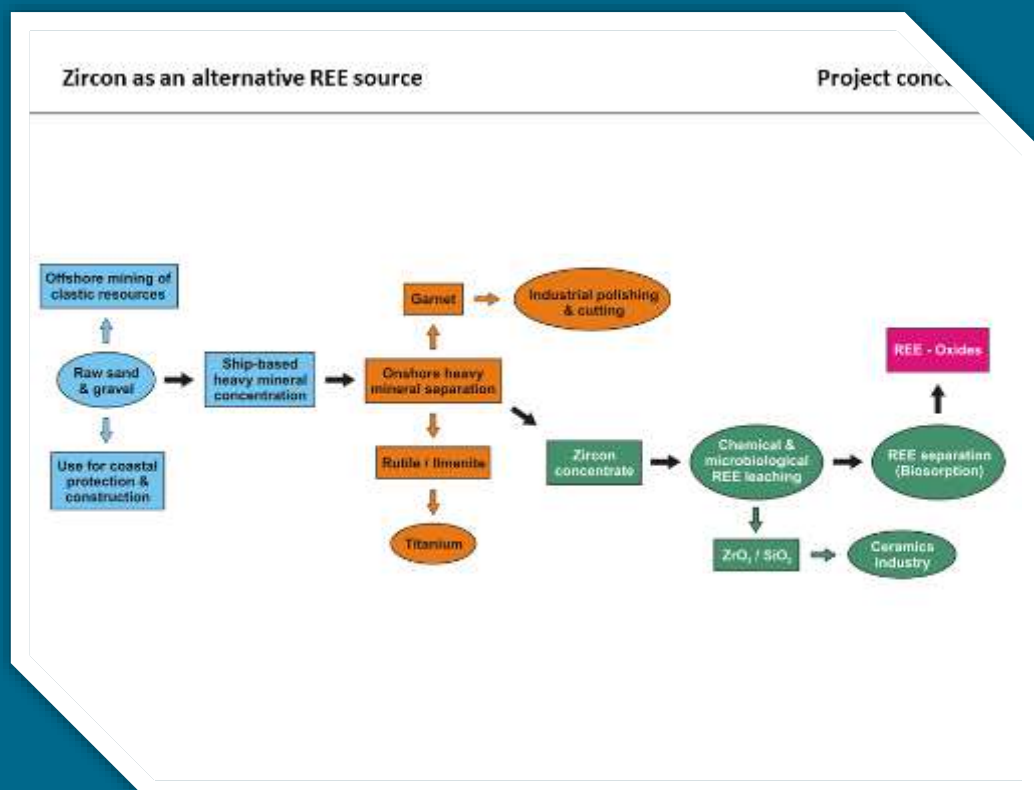 Zircon as an alternative REE source
Project
Offshore mining of
clastic resources
Raw sand
& gravel
Use for coastal
protection &
construction
Ship-based
heavy mineral
concentration
Garnet
Industrial polishing
& cutting
Onshore heavy
mineral separation
Rutile / Ilmenite
Titanium
Zircon
concentrate
Chemical &
microbiological
REE leaching
REE separation
(Biosorption)
REE - Oxides
ZrO₂ / SiO₂
Ceramics
Industry